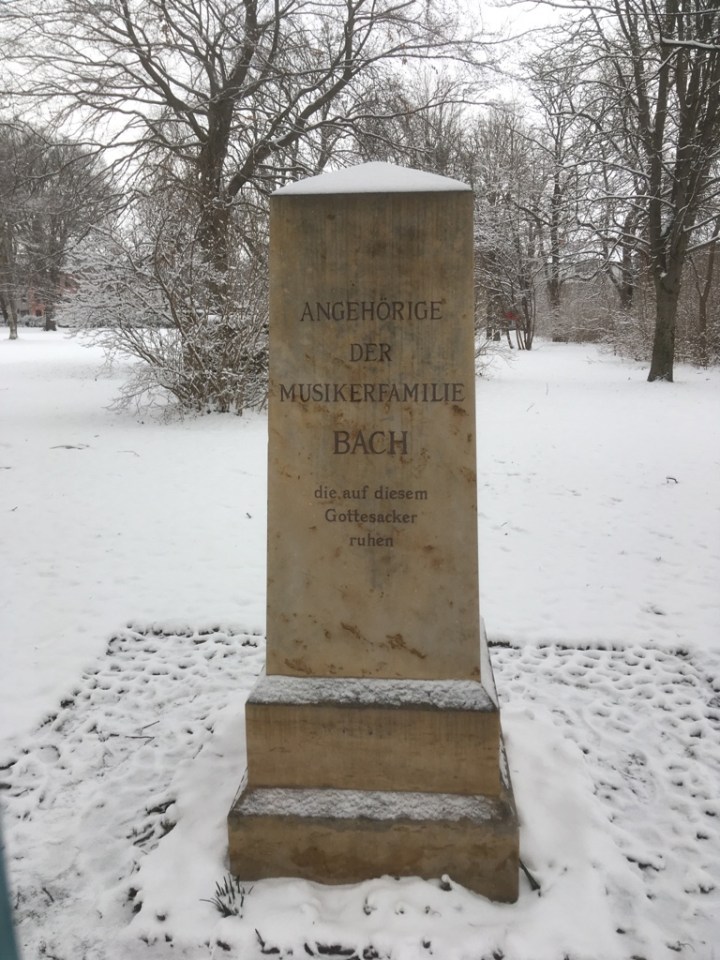 ANGEHÖRIGE
DER
MUSIKERFAMILIE
BACH
die auf diesem
Gottesacker
ruhen